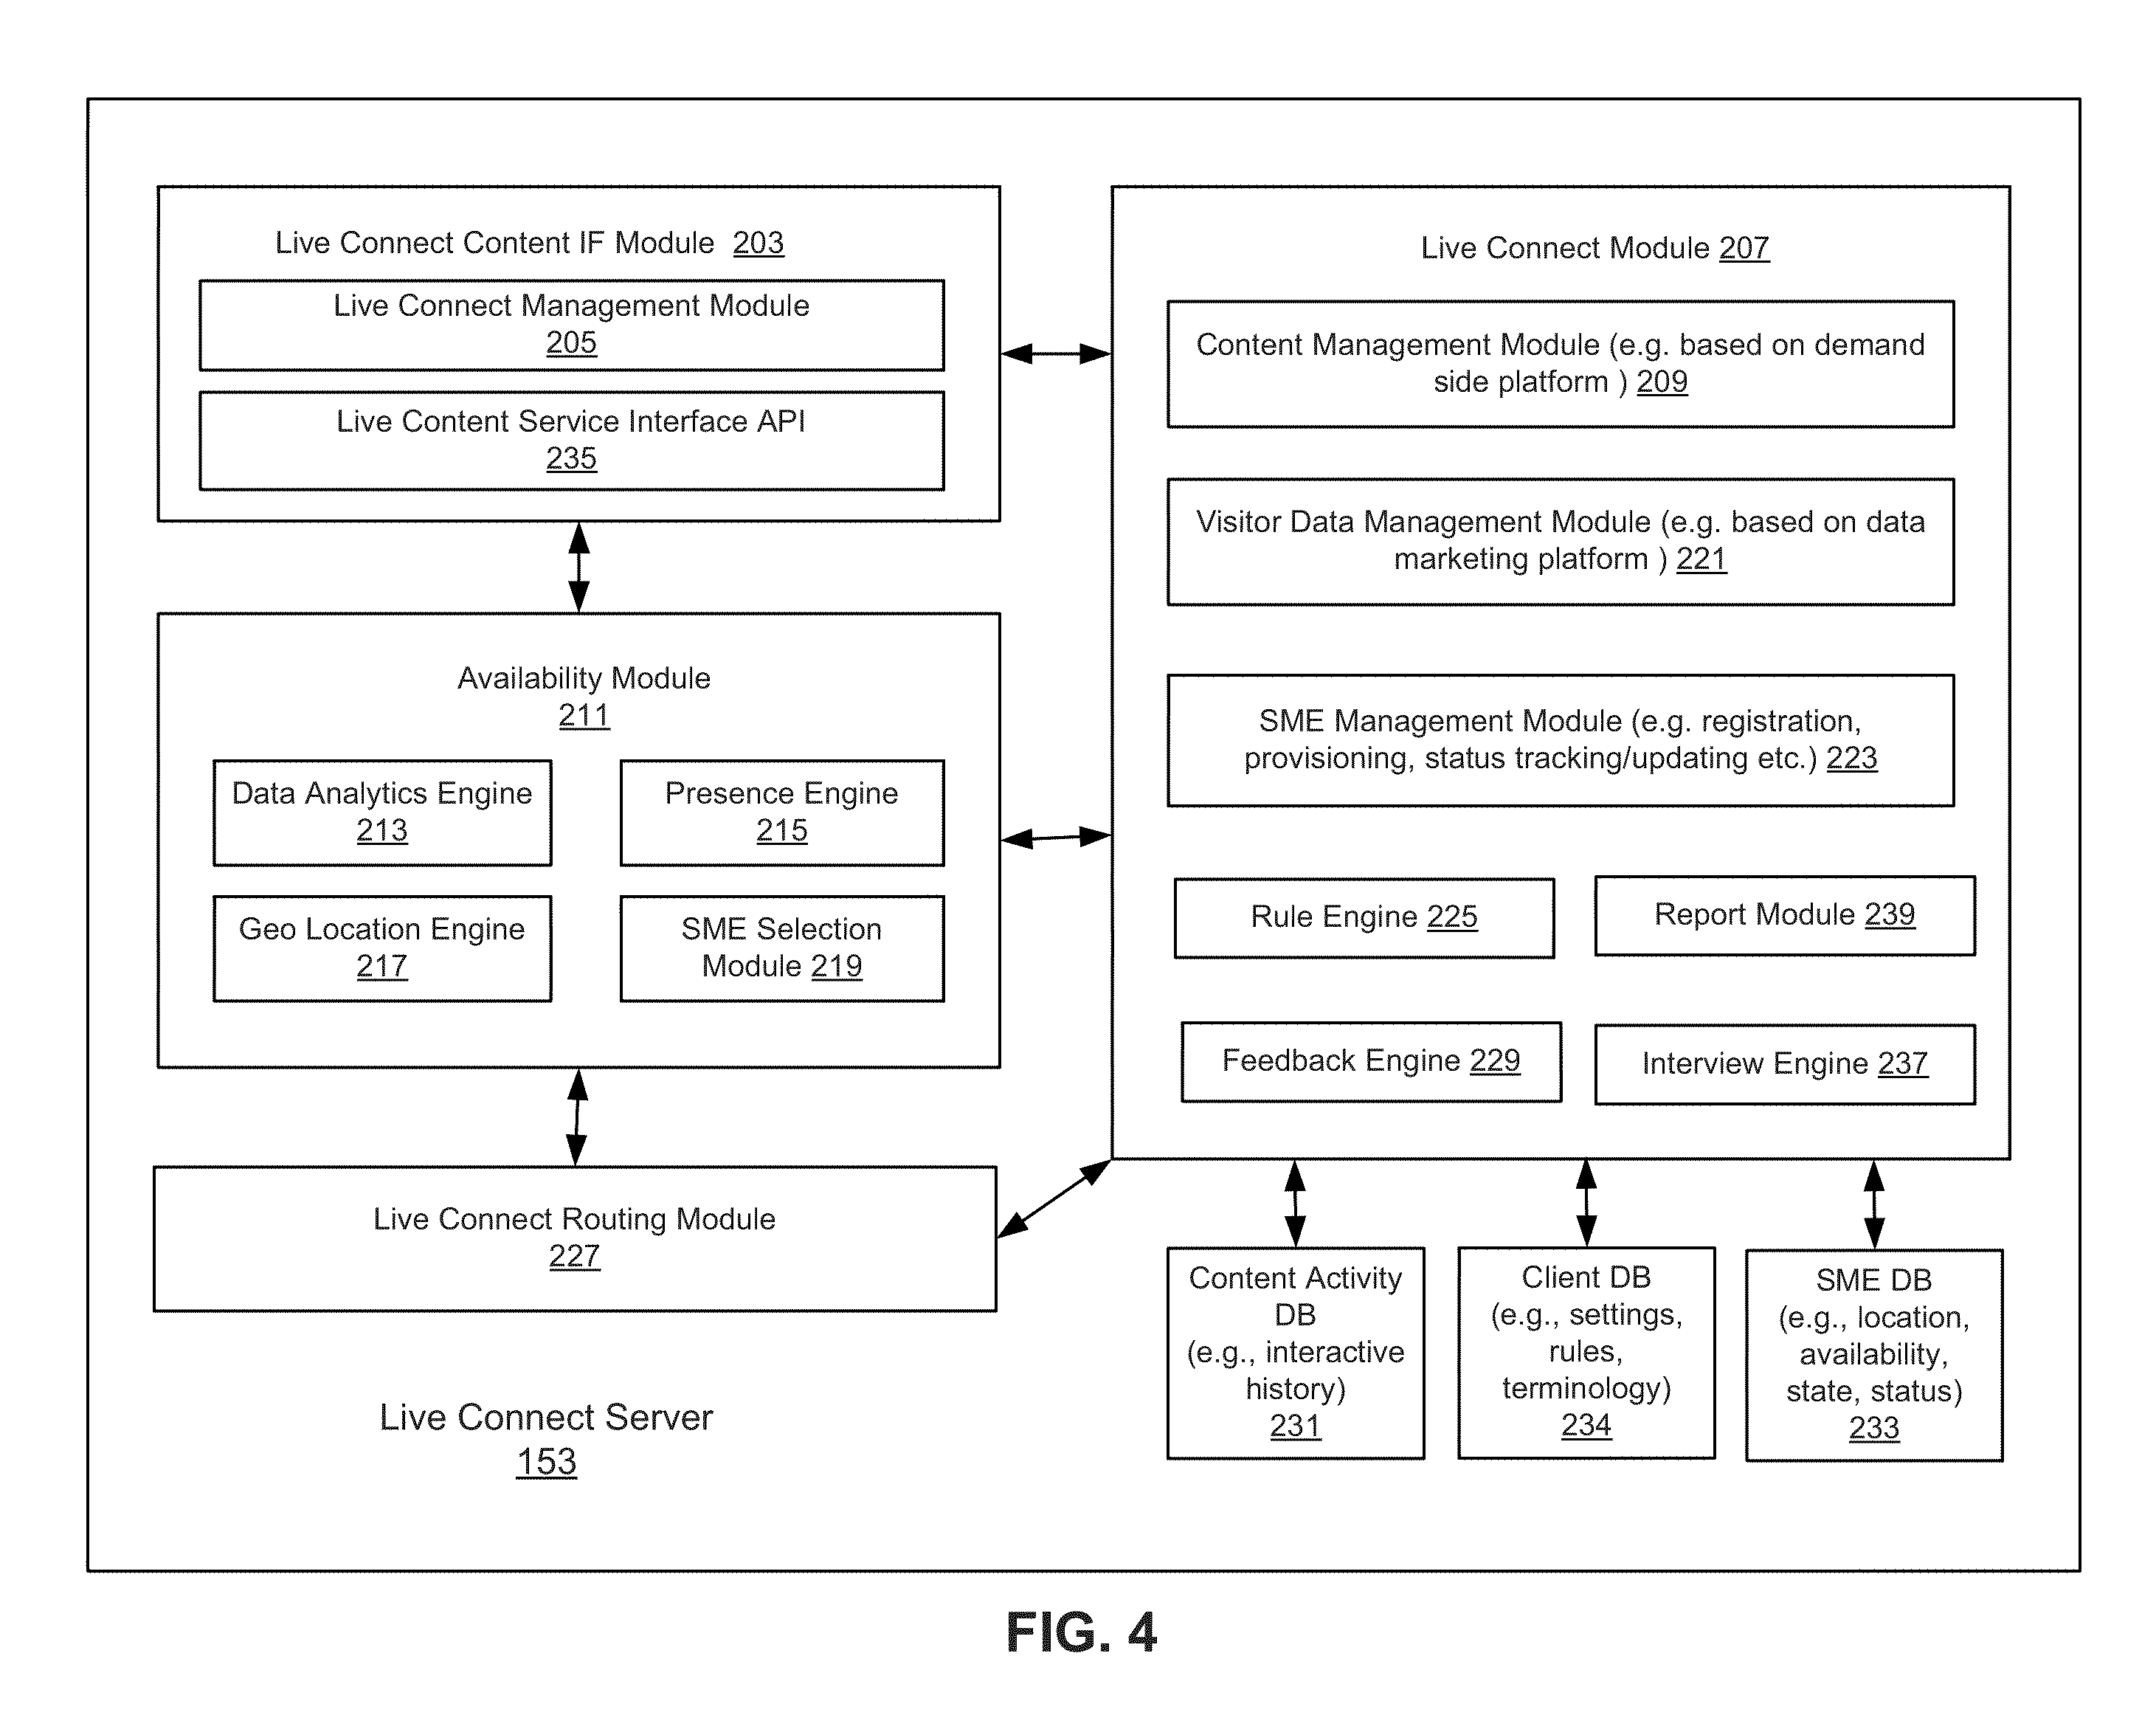 Live Connect Content IF Module 203
Live Connect Management Module
205
Live Content Service Interface API
235
Availability Module
211
Data Analytics Engine
213
Presence Engine
215
Geo Location Engine
217
SME Selection
Module 219
Live Connect Routing Module
227
Live Connect Server
153
Live Connect Module 207
Content Management Module (e.g. based on demand
side platform ) 209
Visitor Data Management Module (e.g. based on data
marketing platform ) 221
SME Management Module (e.g. registration,
provisioning, status tracking/updating etc.) 223
Rule Engine 225
Report Module 239
Feedback Engine 229
Interview Engine 237
Content Activity
DB
(e.g., interactive
history)
231
Client DB
(e.g., settings,
rules,
terminology)
234
SME DB
(e.g., location,
availability,
state, status)
233
FIG. 4